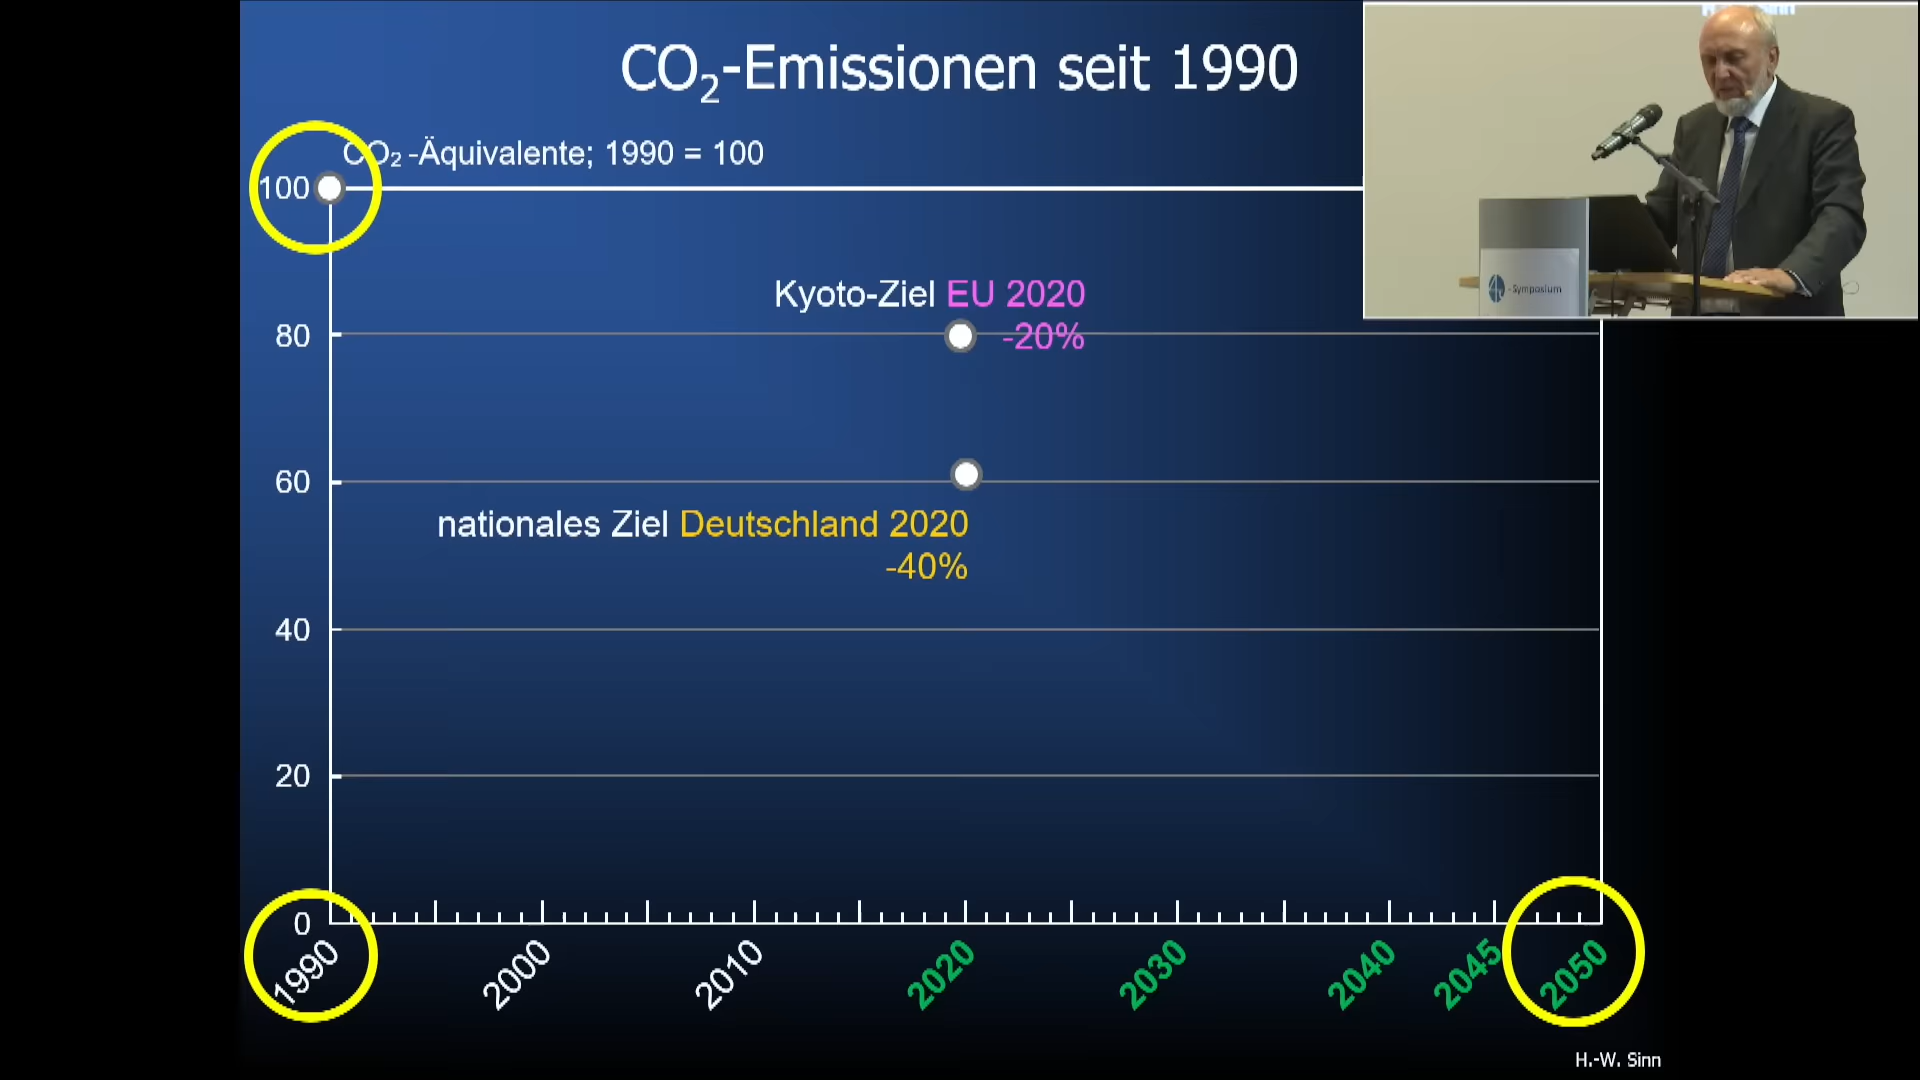 CO₂-Emissionen seit 1990
CO₂ -Äquivalente; 1990 = 100
100
Kyoto-Ziel EU 2020
-20%
80
60
nationales Ziel Deutschland 2020
-40%
40
20
0
1990
2000
2010
2020
2030
2040
2045
2050
H.-W. Sinn
-Symposium